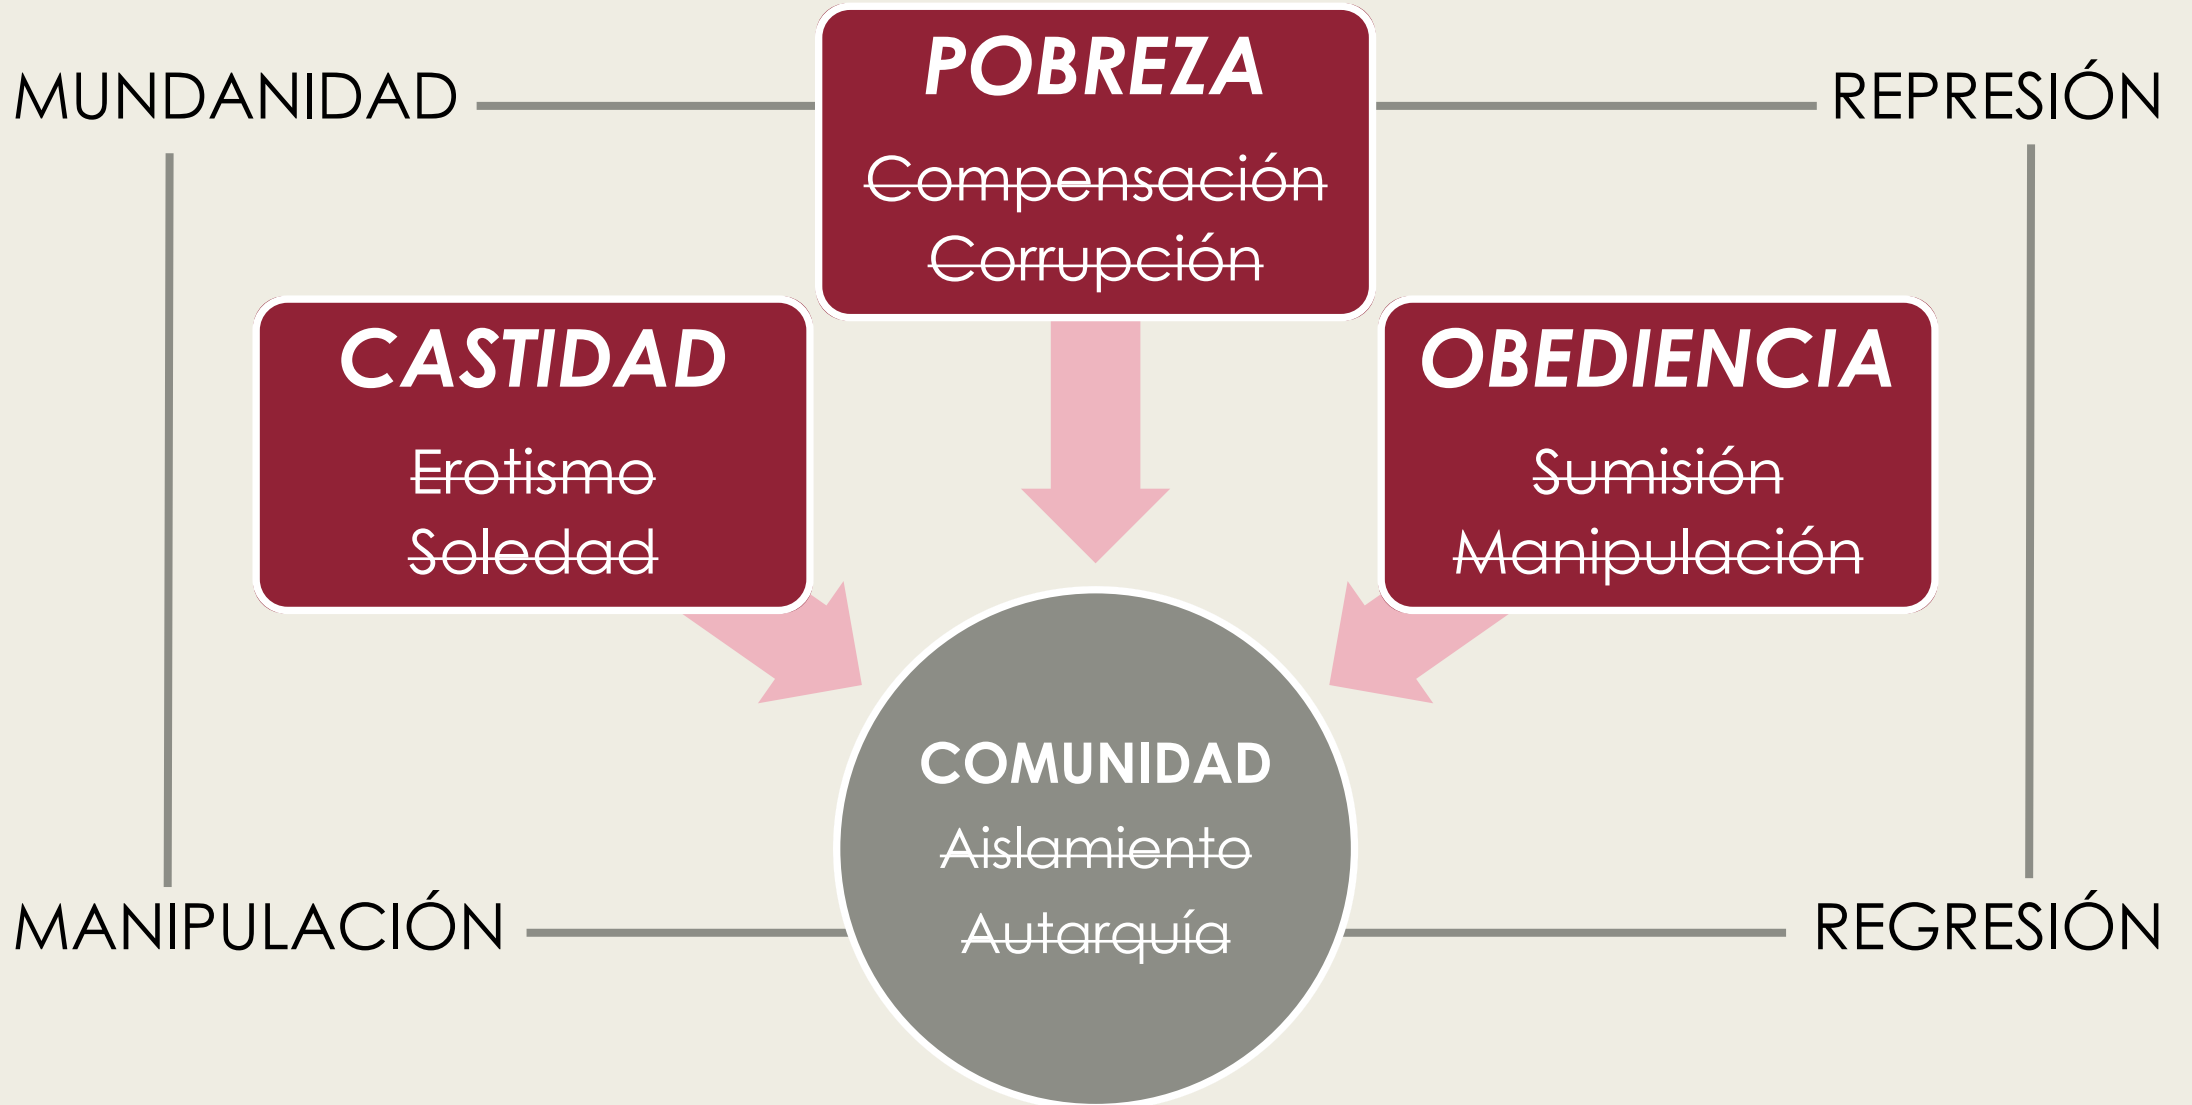 POBREZA
MUNDANIDAD
REPRESIÓN
Compensación
Corrupción
CASTIDAD
Erotismo
Soledad
OBEDIENCIA
Sumisión
Manipulación
COMUNIDAD
Aislamiento
Autarquía
MANIPULACIÓN
REGRESIÓN